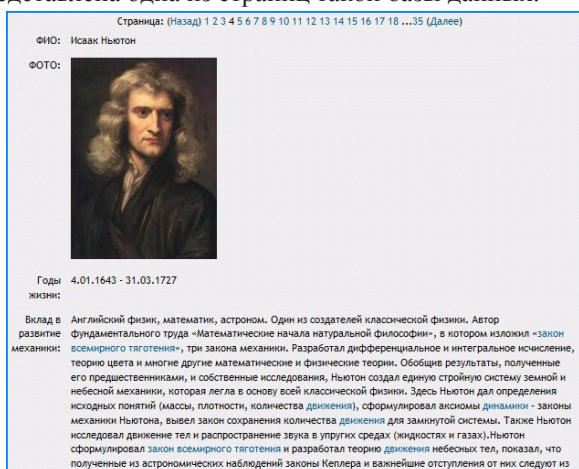 одна из страниц такой базы данных.
Страница: (Назад) 1 2 3 4 5 6 7 8 9 10 11 12 13 14 15 16 17 18 ...35 (Далее)
ФИО: Исаак Ньютон
ФОТО:
Годы 4.01.1643 - 31.03.1727
жизни:
Вклад в Английский физик, математик, астроном. Один из создателей классической физики. Автор
развитие фундаментального труда «Математические начала натуральной философии», в котором изложил «закон
механики: всемирного тяготения», три закона механики. Разработал дифференциальное и интегральное исчисление,
теорию цвета и многие другие математические и физические теории. Обобщив результаты, полученные
его предшественниками, и собственные исследования, Ньютон создал единую стройную систему земной и
небесной механики, которая легла в основу всей классической физики. Здесь Ньютон дал определения
исходных понятий (массы, плотности, количества движения), сформулировал аксиомы динамики - законы
механики Ньютона, вывел закон сохранения количества движения для замкнутой системы. Также Ньютон
исследовал движение тел и распространение звука в упругих средах (жидкостях и газах).Ньютон
сформулировал закон всемирного тяготения и разработал теорию движения небесных тел, показал, что
полученные из астрономических наблюдений законы Кеплера и важнейшие отступления от них следуют из